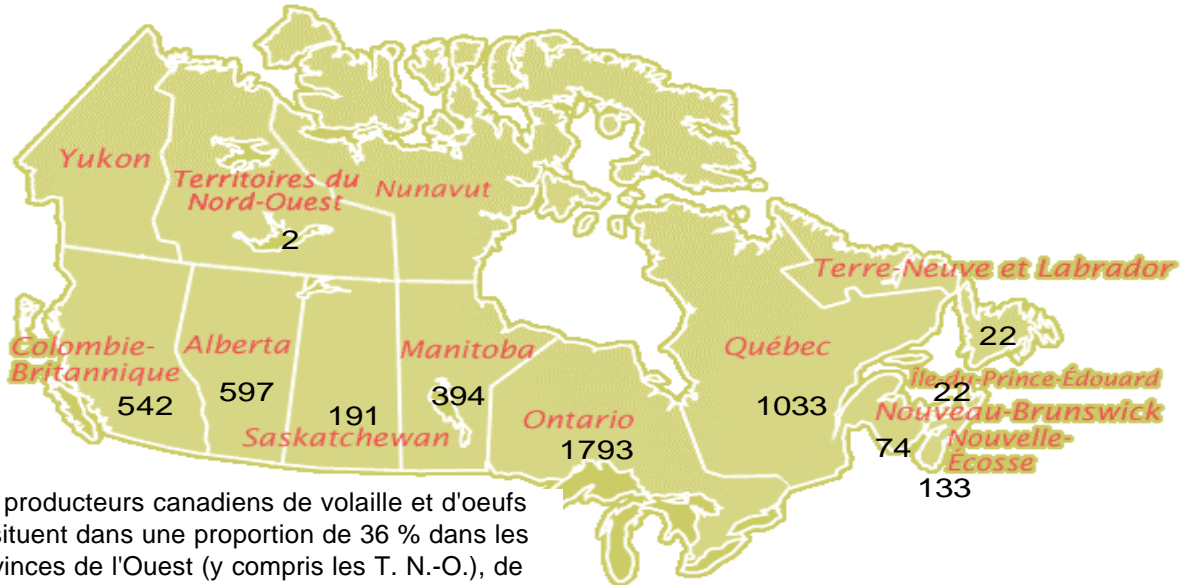 Yukon
Territoires du
Nord-Ouest
2
Nunavut
Terre-Neuve et Labrador
22
Colombie-
Britannique
542
Alberta
597
191
Saskatchewan
Manitoba
394
Ontario
1793
Québec
1033
Île-du-Prince-Édouard
22
Nouveau-Brunswick
74
Nouvelle-
Écosse
133
producteurs canadiens de volaille et d'oeufs
situent dans une proportion de 36 % dans les
vinces de l'Ouest (y compris les T. N.-O.), de